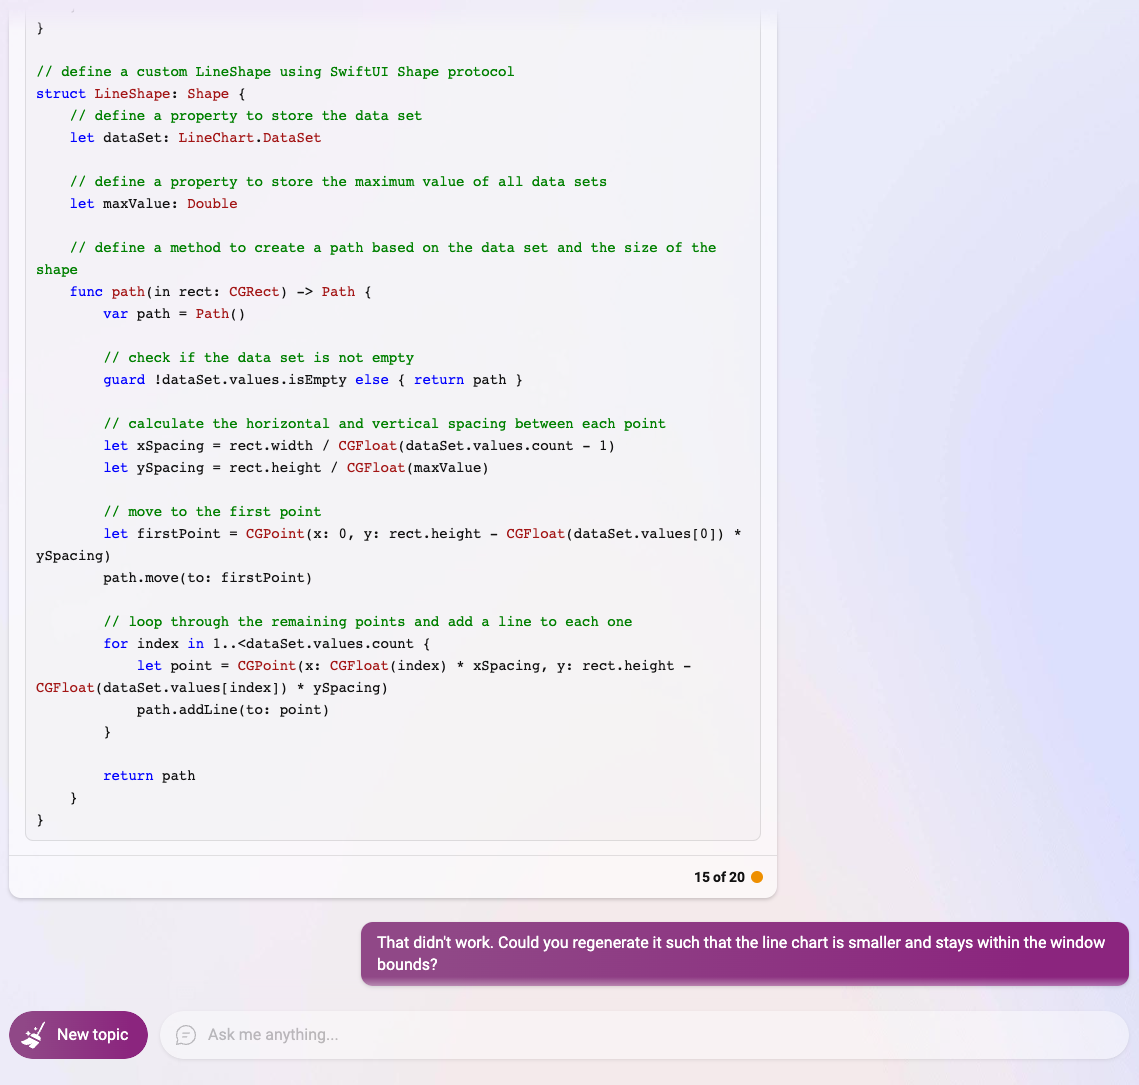 }
// define a custom LineShape using SwiftUI Shape protocol
struct LineShape: Shape {
    // define a property to store the data set
    let dataSet: LineChart.DataSet
    // define a property to store the maximum value of all data sets
    let maxValue: Double
    // define a method to create a path based on the data set and the size of the
shape
    func path(in rect: CGRect) -> Path {
        var path = Path()
        // check if the data set is not empty
        guard !dataSet.values.isEmpty else { return path }
        // calculate the horizontal and vertical spacing between each point
        let xSpacing = rect.width / CGFloat(dataSet.values.count - 1)
        let ySpacing = rect.height / CGFloat(maxValue)
        // move to the first point
        let firstPoint = CGPoint(x: 0, y: rect.height - CGFloat(dataSet.values[0]) *
ySpacing)
        path.move(to: firstPoint)
        // loop through the remaining points and add a line to each one
        for index in 1..<dataSet.values.count {
            let point = CGPoint(x: CGFloat(index) * xSpacing, y: rect.height -
CGFloat(dataSet.values[index]) * ySpacing)
            path.addLine(to: point)
        }
        return path
    }
}
15 of 20
That didn't work. Could you regenerate it such that the line chart is smaller and stays within the window
bounds?
New topic
Ask me anything...